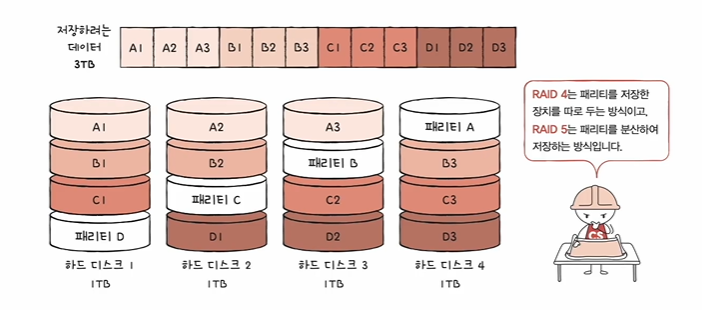 저장하려는
데이터
3TB
A1 A2 A3 B1 B2 B3 C1 C2 C3 D1 D2 D3
RAID 4는 패리티를 저장한
장치를 따로 두는 방식이고,
RAID 5는 패리티를 분산하여
저장하는 방식입니다.
A1 A2 A3 패리티 A
B1 B2 패리티 B B3
C1 패리티 C C2 C3
패리티 D D1 D2 D3
하드 디스크 1 하드 디스크 2 하드 디스크 3 하드 디스크 4
1TB 1TB 1TB 1TB
CS